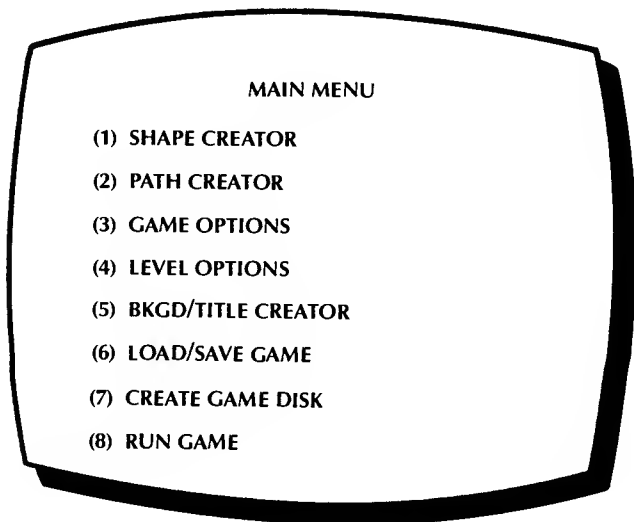 MAIN MENU
(1) SHAPE CREATOR
(2) PATH CREATOR
(3) GAME OPTIONS
(4) LEVEL OPTIONS
(5) BKGD/TITLE CREATOR
(6) LOAD/SAVE GAME
(7) CREATE GAME DISK
(8) RUN GAME